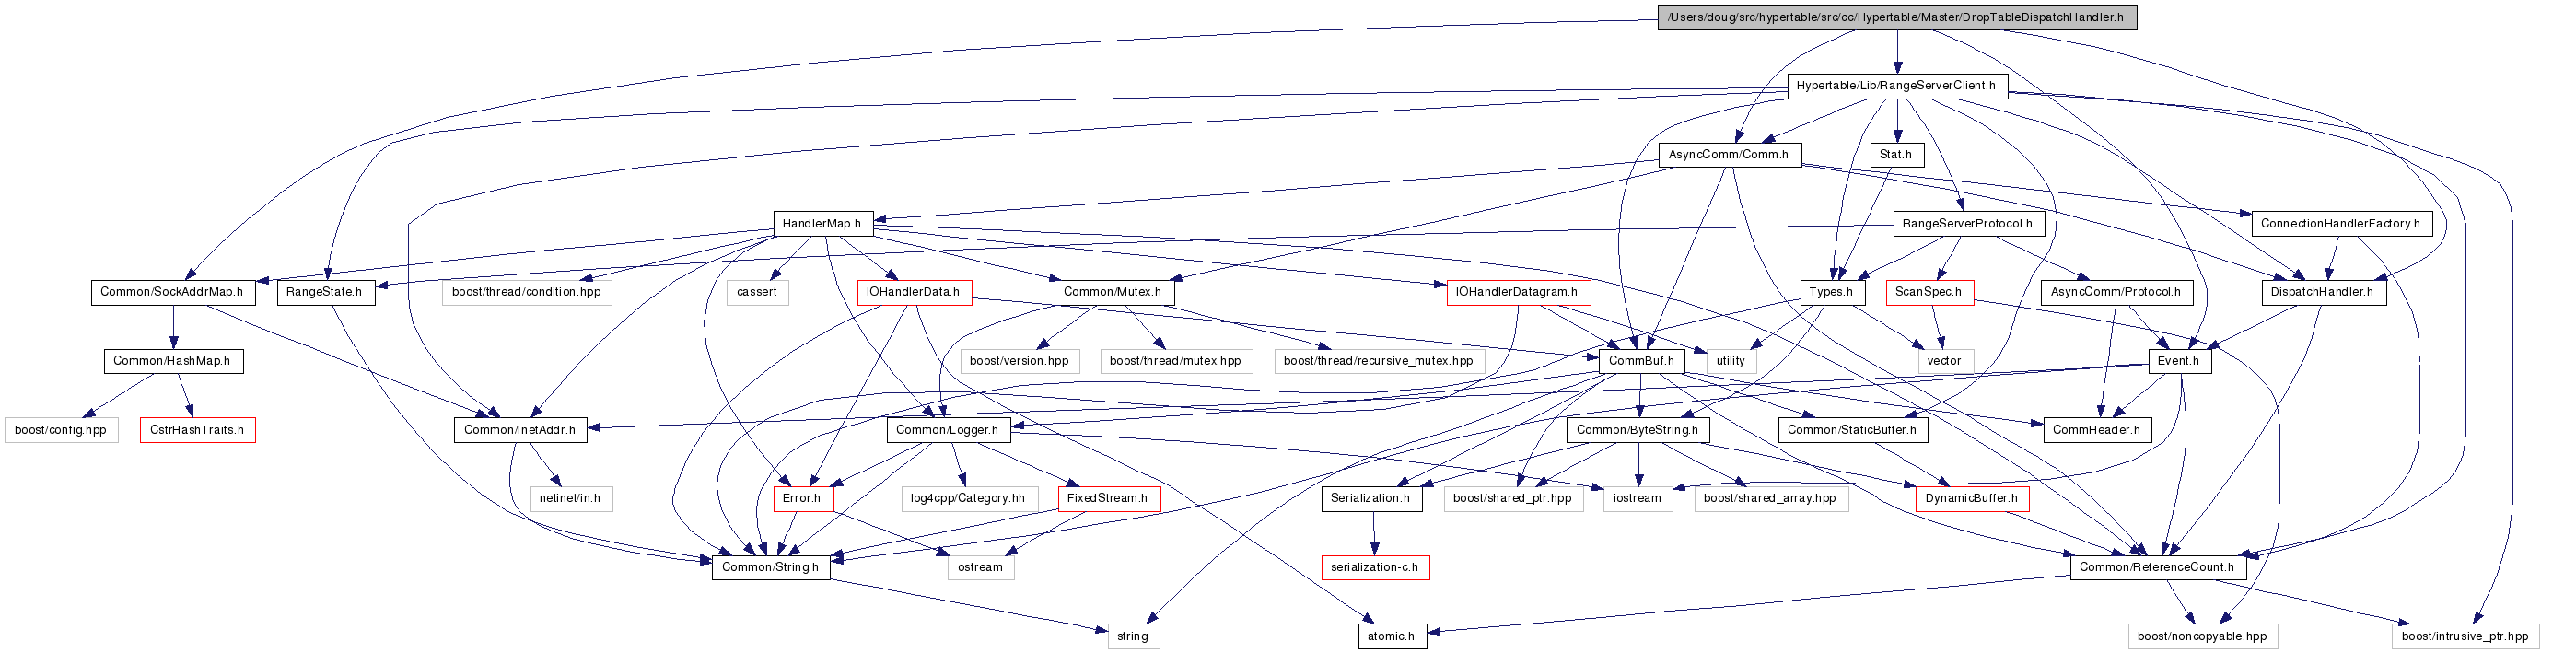 /Users/doug/src/hypertable/src/cc/Hypertable/Master/DropTableDispatchHandler.h
Hypertable/Lib/RangeServerClient.h
AsyncComm/Comm.h
Stat.h
HandlerMap.h
RangeServerProtocol.h
ConnectionHandlerFactory.h
Common/SockAddrMap.h
RangeState.h
boost/thread/condition.hpp
cassert
IOHandlerData.h
Common/Mutex.h
IOHandlerDatagram.h
Types.h
ScanSpec.h
AsyncComm/Protocol.h
DispatchHandler.h
Common/HashMap.h
boost/version.hpp
boost/thread/mutex.hpp
boost/thread/recursive_mutex.hpp
CommBuf.h
utility
vector
Event.h
boost/config.hpp
CstrHashTraits.h
Common/InetAddr.h
Common/Logger.h
Common/ByteString.h
Common/StaticBuffer.h
CommHeader.h
netinet/in.h
Error.h
log4cpp/Category.hh
FixedStream.h
Serialization.h
boost/shared_ptr.hpp
iostream
boost/shared_array.hpp
DynamicBuffer.h
Common/String.h
ostream
serialization-c.h
Common/ReferenceCount.h
string
atomic.h
boost/noncopyable.hpp
boost/intrusive_ptr.hpp